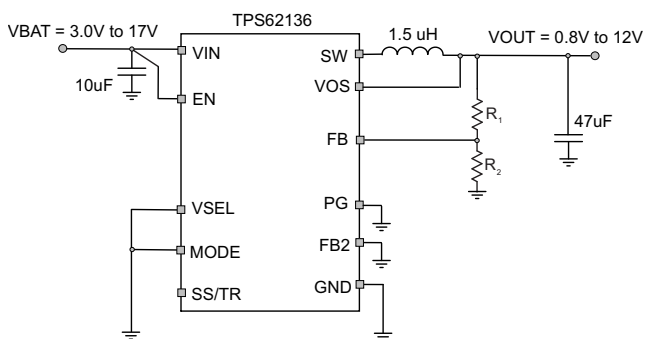 TPS62136
VBAT = 3.0V to 17V
VIN
10uF
EN
VSEL
MODE
SS/TR
SW
1.5 uH
VOUT = 0.8V to 12V
VOS
R1
47uF
FB
R2
PG
FB2
GND